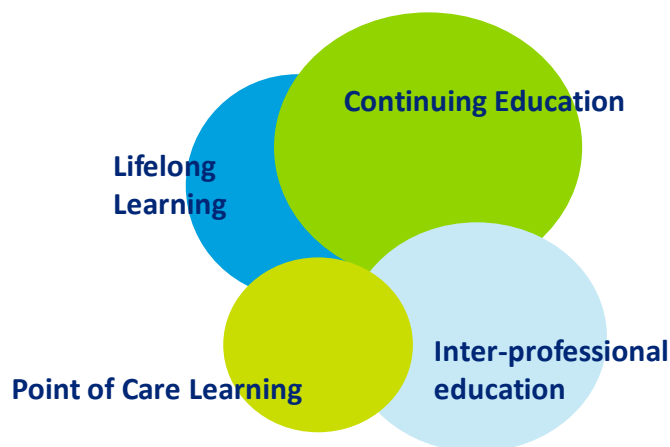 Continuing Education
Lifelong
Learning
Inter-professional
education
Point of Care Learning